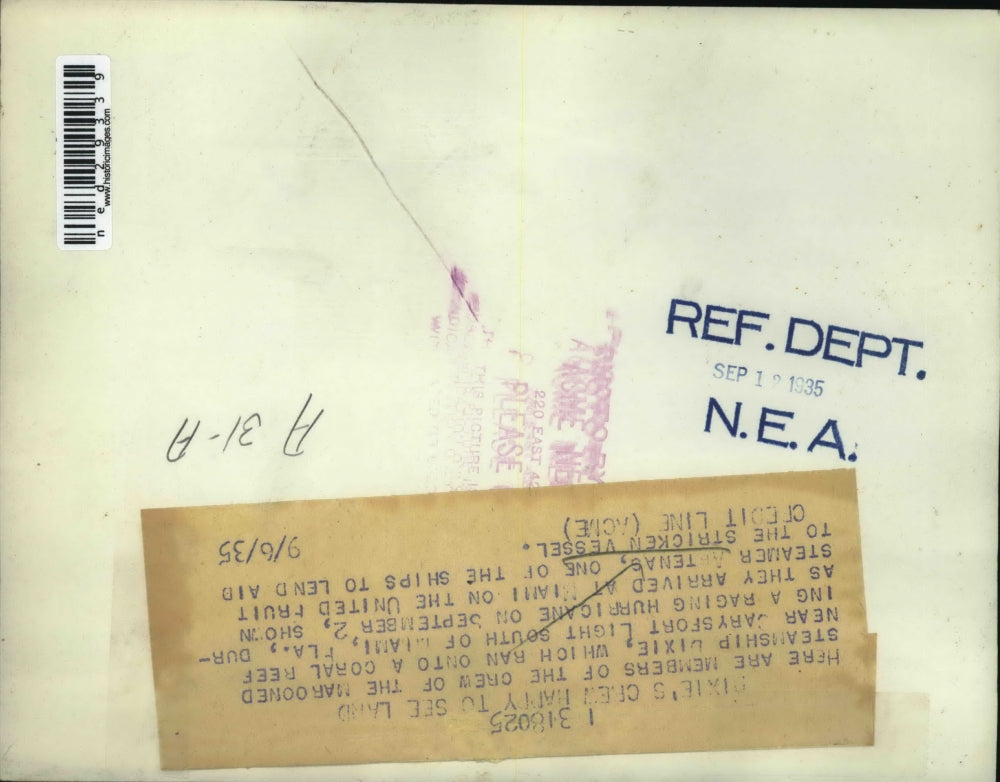 ned29339
www.historicimages.com
REF. DEPT.
SEP 12 1935
N. E. A.
A 31-A
220 EAST
PLEASE
THIS PICTURE
1 318025
DIXIE'S CREW HAPPY TO SEE LAND
HERE ARE MEMBERS OF THE CREW OF THE MAROONED
STEAMSHIP DIXIE, WHICH RAN ONTO A CORAL REEF
NEAR CARYSFORT LIGHT SOUTH OF MIAMI, FLA., DUR-
ING A RAGING HURRICANE ON SEPTEMBER 2, SHOWN
AS THEY ARRIVED AT MIAMI ON THE UNITED FRUIT
STEAMER ATENAS, ONE OF THE SHIPS TO LEND AID
TO THE STRICKEN VESSEL.
CREDIT LINE (ACME) 9/6/35